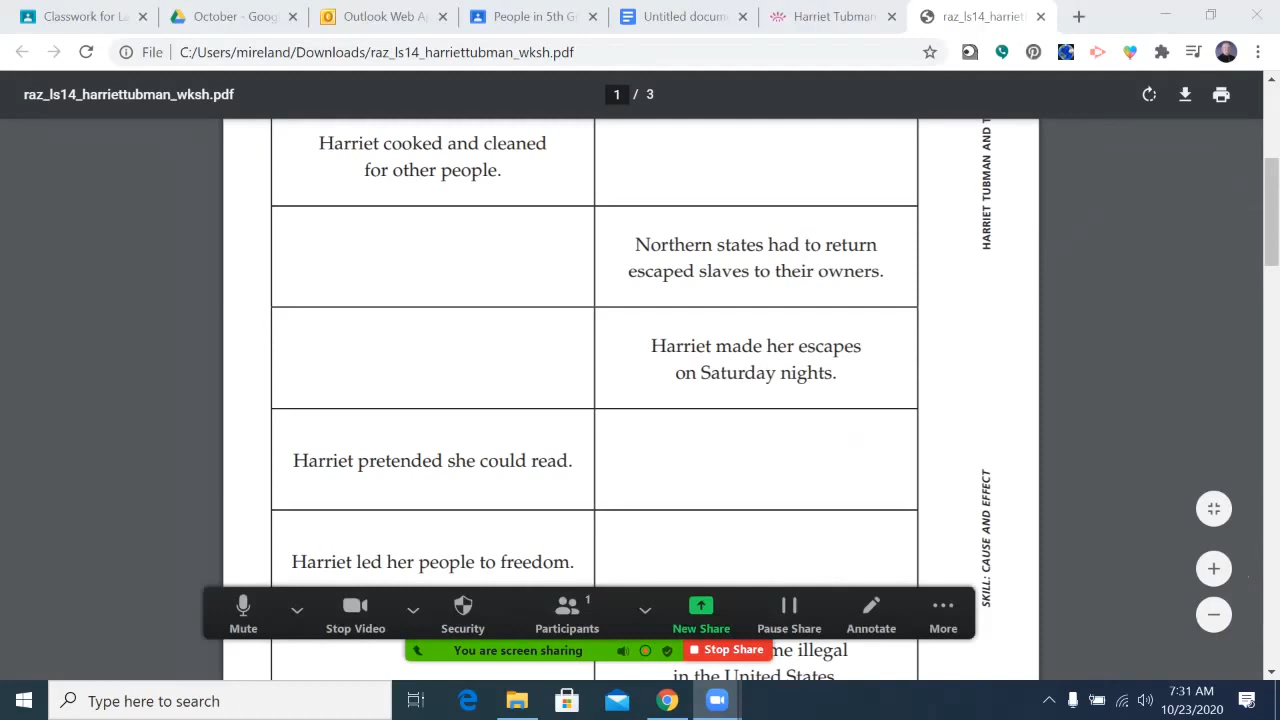 Classwork for La
October - Goog
Outlook Web Ap
People in 5th Gr
Untitled docum
Harriet Tubman
raz_ls14_harriett
File C:/Users/mireland/Downloads/raz_ls14_harriettubman_wksh.pdf
raz_ls14_harriettubman_wksh.pdf
1 / 3
Harriet cooked and cleaned
for other people.
Northern states had to return
escaped slaves to their owners.
Harriet made her escapes
on Saturday nights.
Harriet pretended she could read.
Harriet led her people to freedom.
HARRIET TUBMAN AND T
SKILL: CAUSE AND EFFECT
Mute
Stop Video
Security
Participants 1
New Share
Pause Share
Annotate
More
You are screen sharing
Stop Share
me illegal
in the United States
Type here to search
7:31 AM
10/23/2020